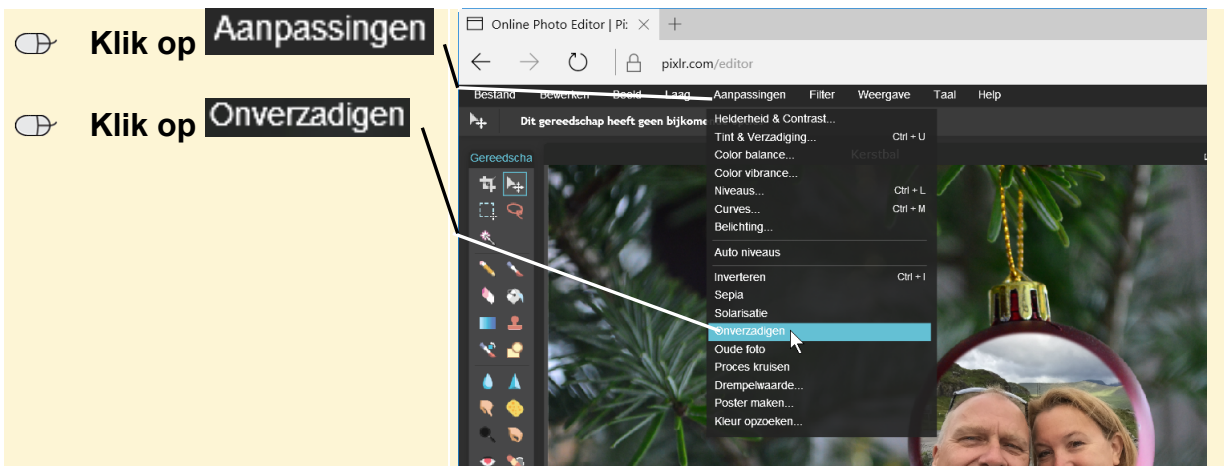 Klik op Aanpassingen
Klik op Onverzadigen
Online Photo Editor | Pi:
pixlr.com/editor
Bestand Bewerken Beeld Laag Aanpassingen Filter Weergave Taal Help
Dit gereedschap heeft geen bijkome
Gereedscha
Kerstbal
Helderheid & Contrast...
Tint & Verzadiging... Ctrl + U
Color balance...
Color vibrance...
Niveaus... Ctrl + L
Curves... Ctrl + M
Belichting...
Auto niveaus
Inverteren Ctrl + I
Sepia
Solarisatie
Onverzadigen
Oude foto
Proces kruisen
Drempelwaarde...
Poster maken...
Kleur opzoeken...